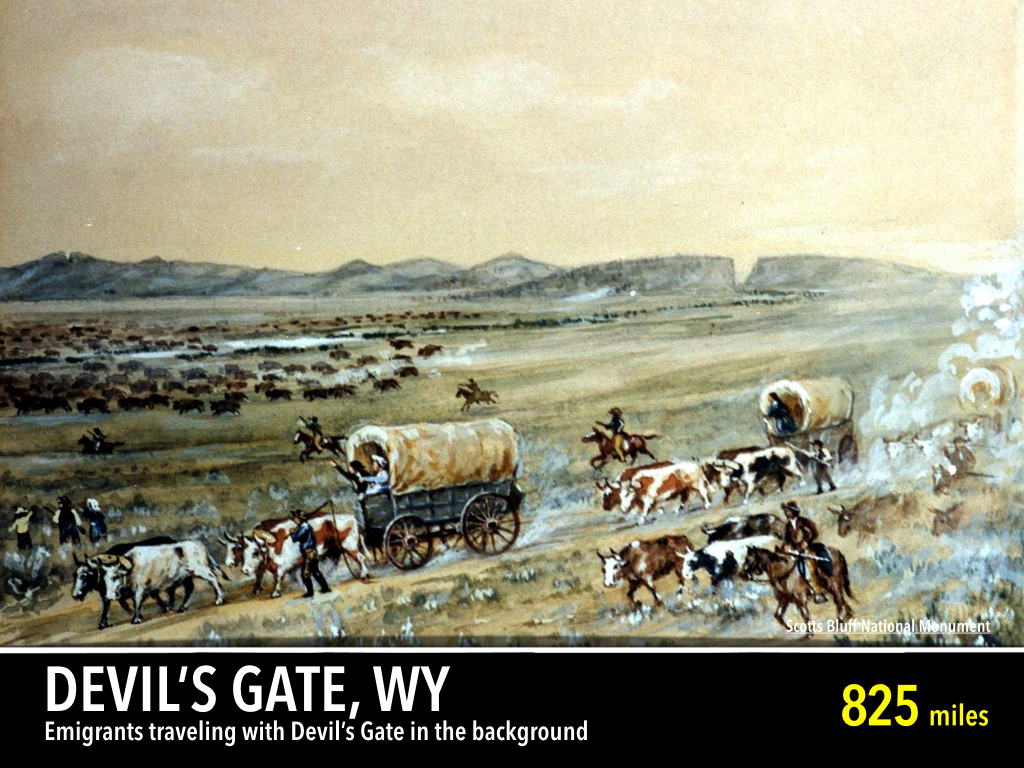 Scotts Bluff National Monument
DEVIL’S GATE, WY
Emigrants traveling with Devil’s Gate in the background
825 miles